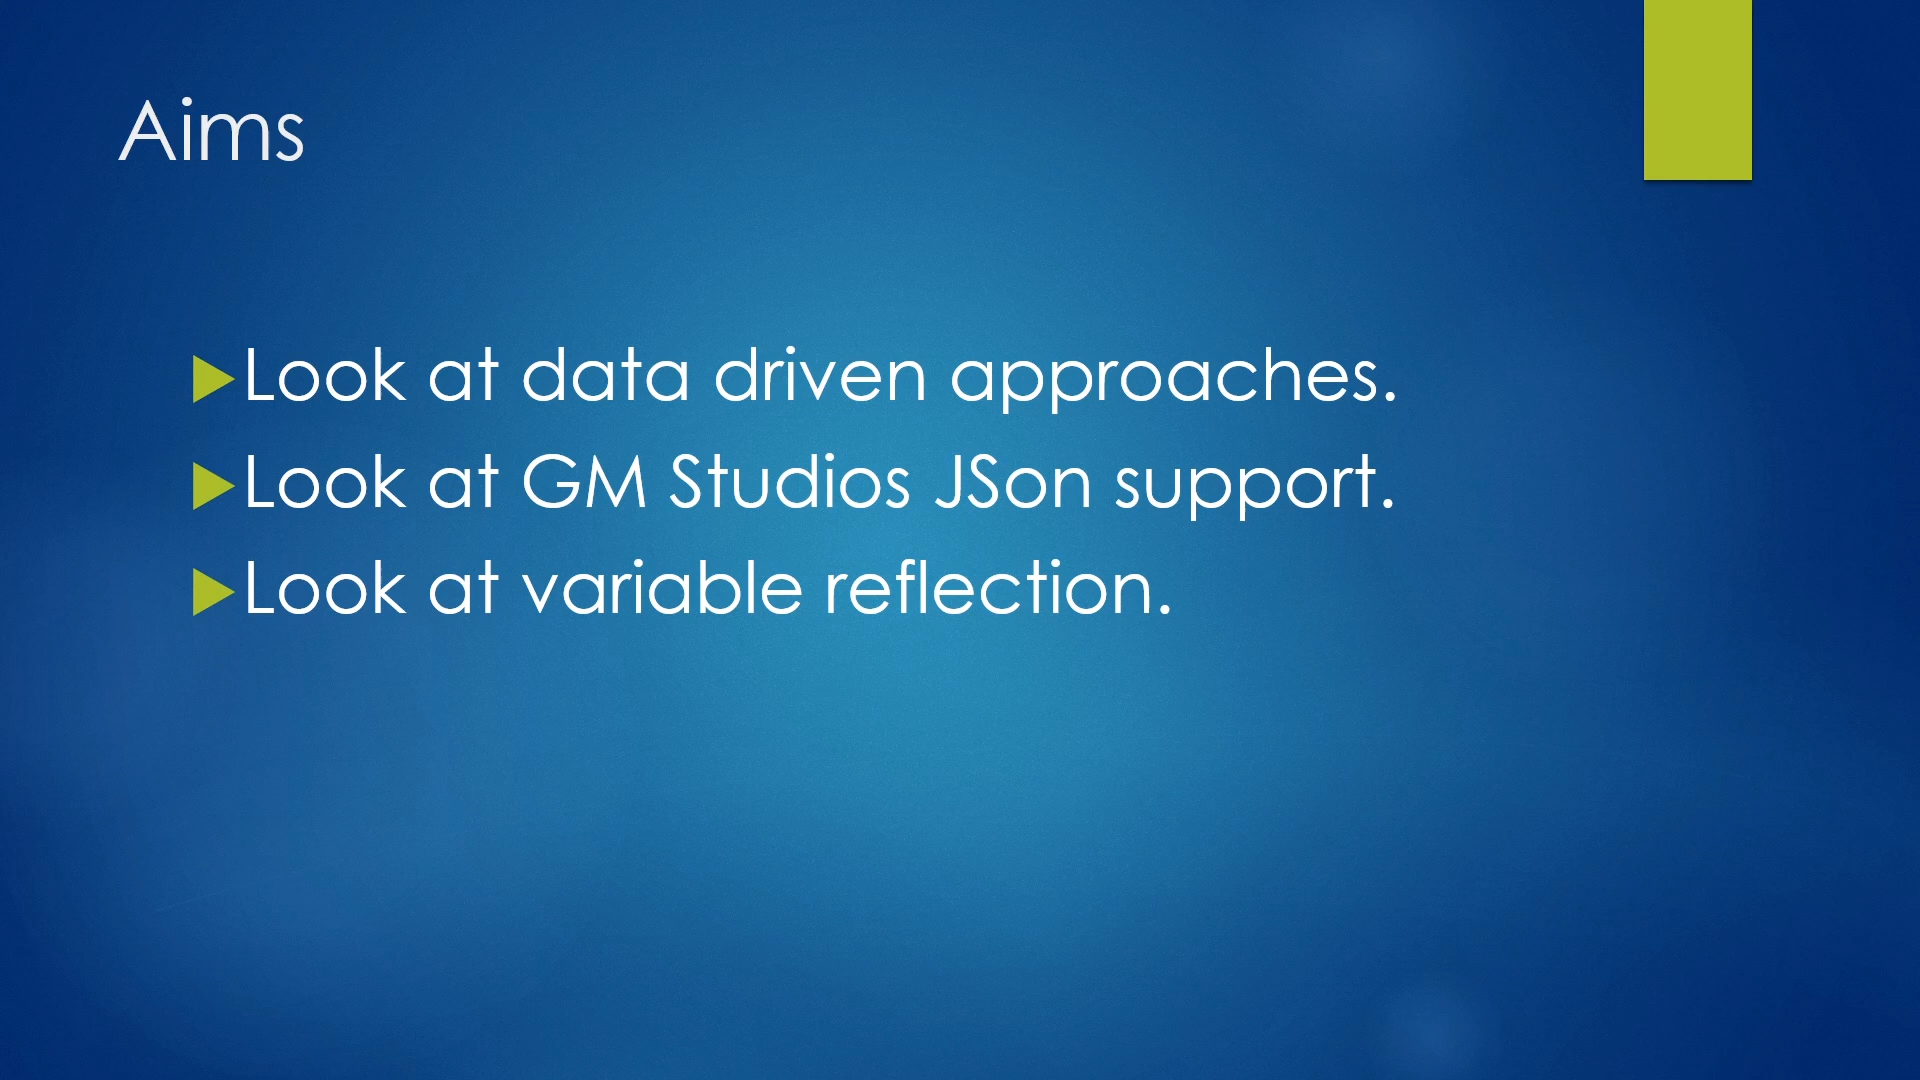 Aims
Look at data driven approaches.
Look at GM Studios JSon support.
Look at variable reflection.